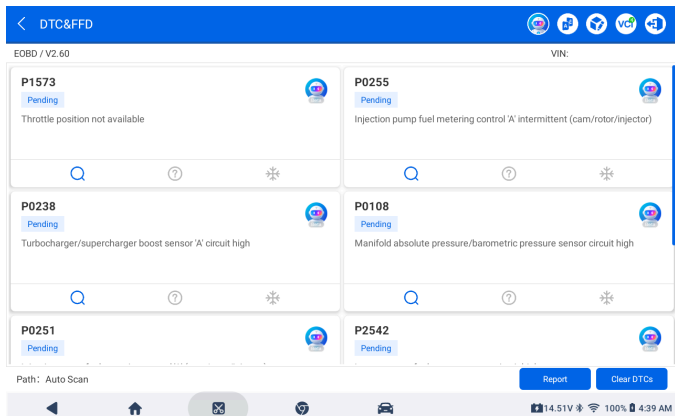 DTC&FFD
VCI
EOBD / V2.60
VIN:
P1573
Pending
Throttle position not available
P0255
Pending
Injection pump fuel metering control 'A' intermittent (cam/rotor/injector)
P0238
Pending
Turbocharger/supercharger boost sensor 'A' circuit high
P0108
Pending
Manifold absolute pressure/barometric pressure sensor circuit high
P0251
Pending
P2542
Pending
Path: Auto Scan
Report
Clear DTCs
14.51V
100%
4:39 AM